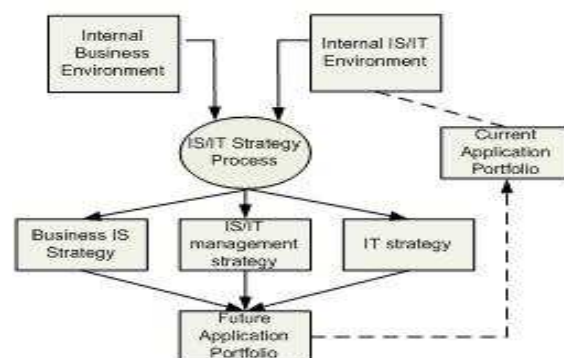 Internal
Business
Environment
Internal IS/IT
Environment
IS/IT Strategy
Process
Current
Application
Portfolio
Business IS
Strategy
IS/IT
management
strategy
IT strategy
Future
Application
Portfolio